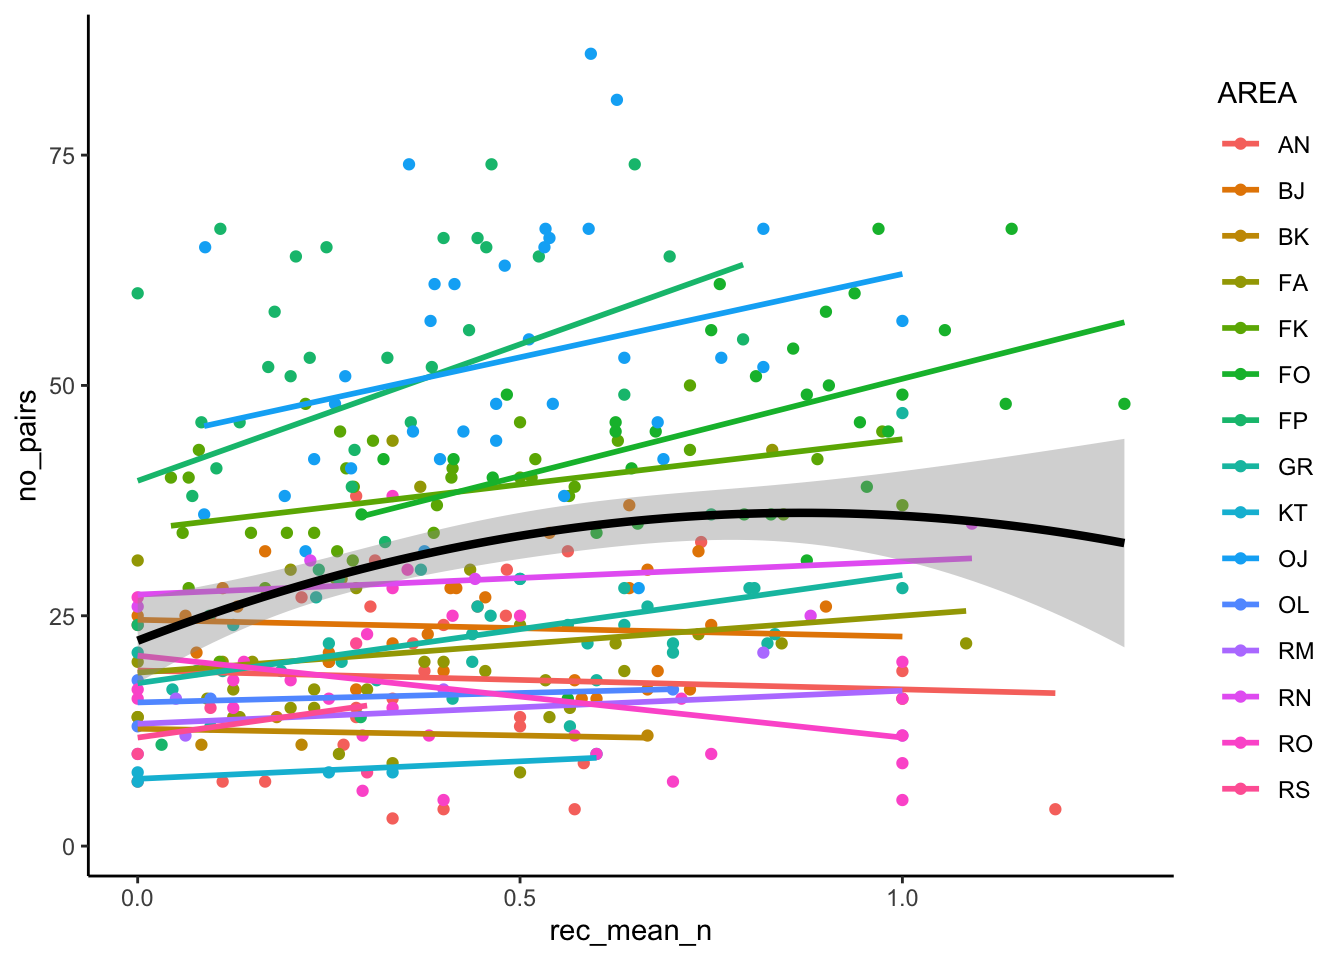 75
50
25
0
no_pairs
0.0 0.5 1.0
rec_mean_n
AREA
AN
BJ
BK
FA
FK
FO
FP
GR
KT
OJ
OL
RM
RN
RO
RS